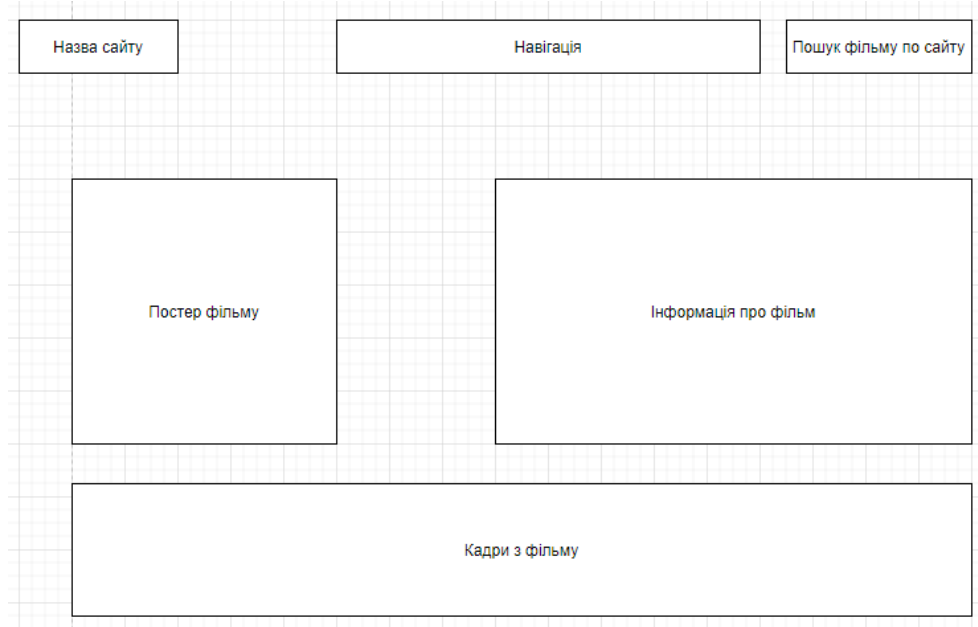 Назва сайту
Навігація
Пошук фільму по сайту
Постер фільму
Інформація про фільм
Кадри з фільму